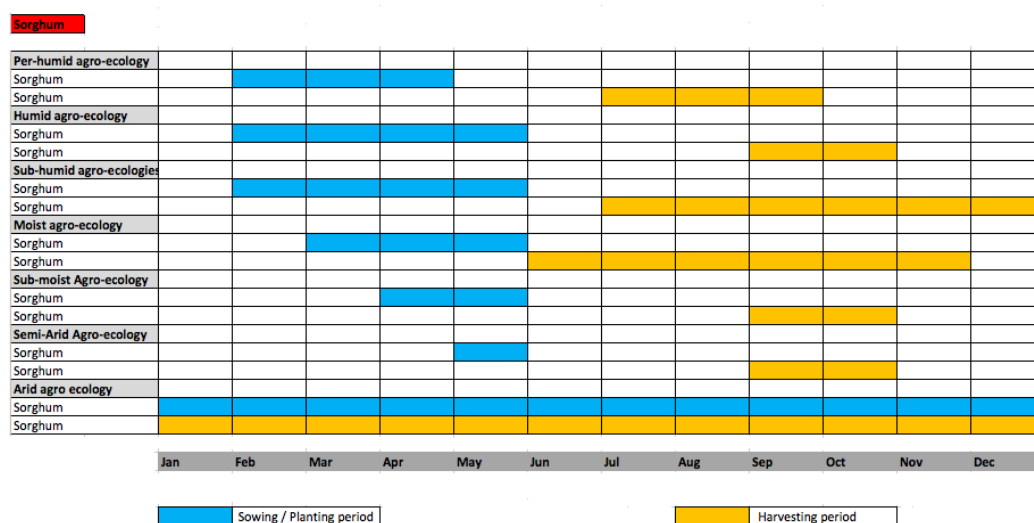 Sorghum
Per-humid agro-ecology
Sorghum
Sorghum
Humid agro-ecology
Sorghum
Sorghum
Sub-humid agro-ecologies
Sorghum
Sorghum
Moist agro-ecology
Sorghum
Sorghum
Sub-moist Agro-ecology
Sorghum
Sorghum
Semi-Arid Agro-ecology
Sorghum
Sorghum
Arid agro ecology
Sorghum
Sorghum
Jan Feb Mar Apr May Jun Jul Aug Sep Oct Nov Dec
Sowing / Planting period Harvesting period